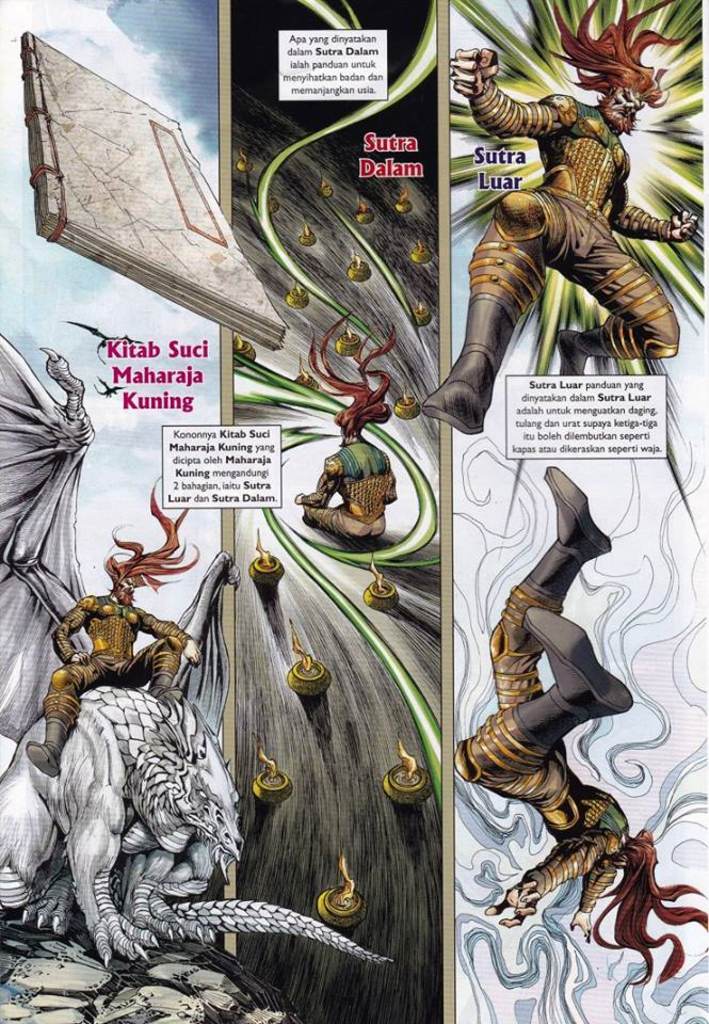 Apa yang dinyatakan
dalam Sutra Dalam
ialah panduan untuk
menyihatkan badan dan
memanjangkan usia.
Sutra
Dalam
Sutra
Luar
Kitab Suci
Maharaja
Kuning
Kononnya Kitab Suci
Maharaja Kuning yang
dicipta oleh Maharaja
Kuning mengandungi
2 bahagian, iaitu Sutra
Luar dan Sutra Dalam.
Sutra Luar panduan yang
dinyatakan dalam Sutra Luar
adalah untuk menguatkan daging,
tulang dan urat supaya ketiga-tiga
itu boleh dilembutkan seperti
kapas atau dikeraskan seperti waja.